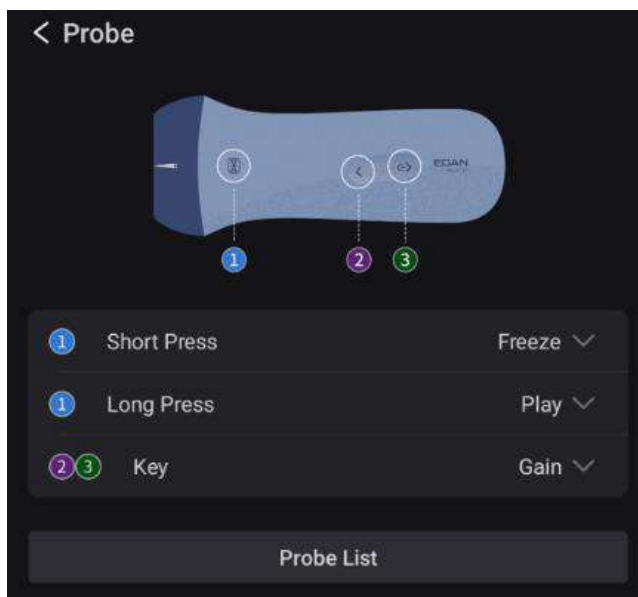 Probe
EDAN
1
2
3
1 Short Press Freeze
1 Long Press Play
2 3 Key Gain
Probe List